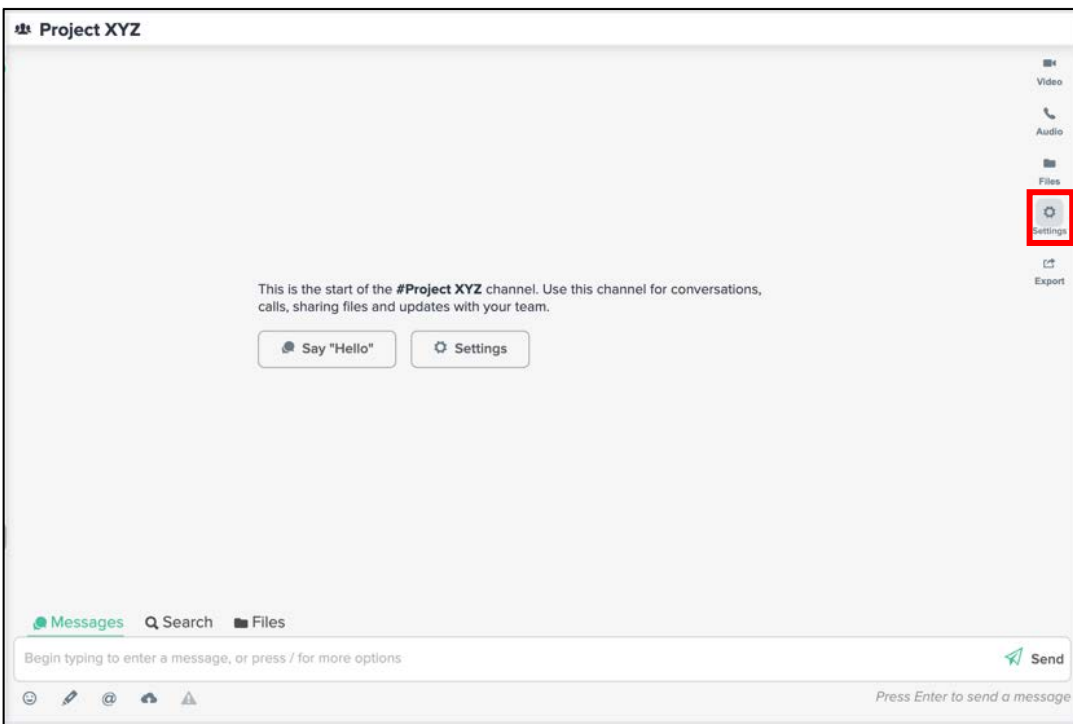 Project XYZ
Video
Audio
Files
Settings
Export
This is the start of the #Project XYZ channel. Use this channel for conversations,
calls, sharing files and updates with your team.
Say "Hello" Settings
Messages Search Files
Begin typing to enter a message, or press / for more options
Send
@
Press Enter to send a message